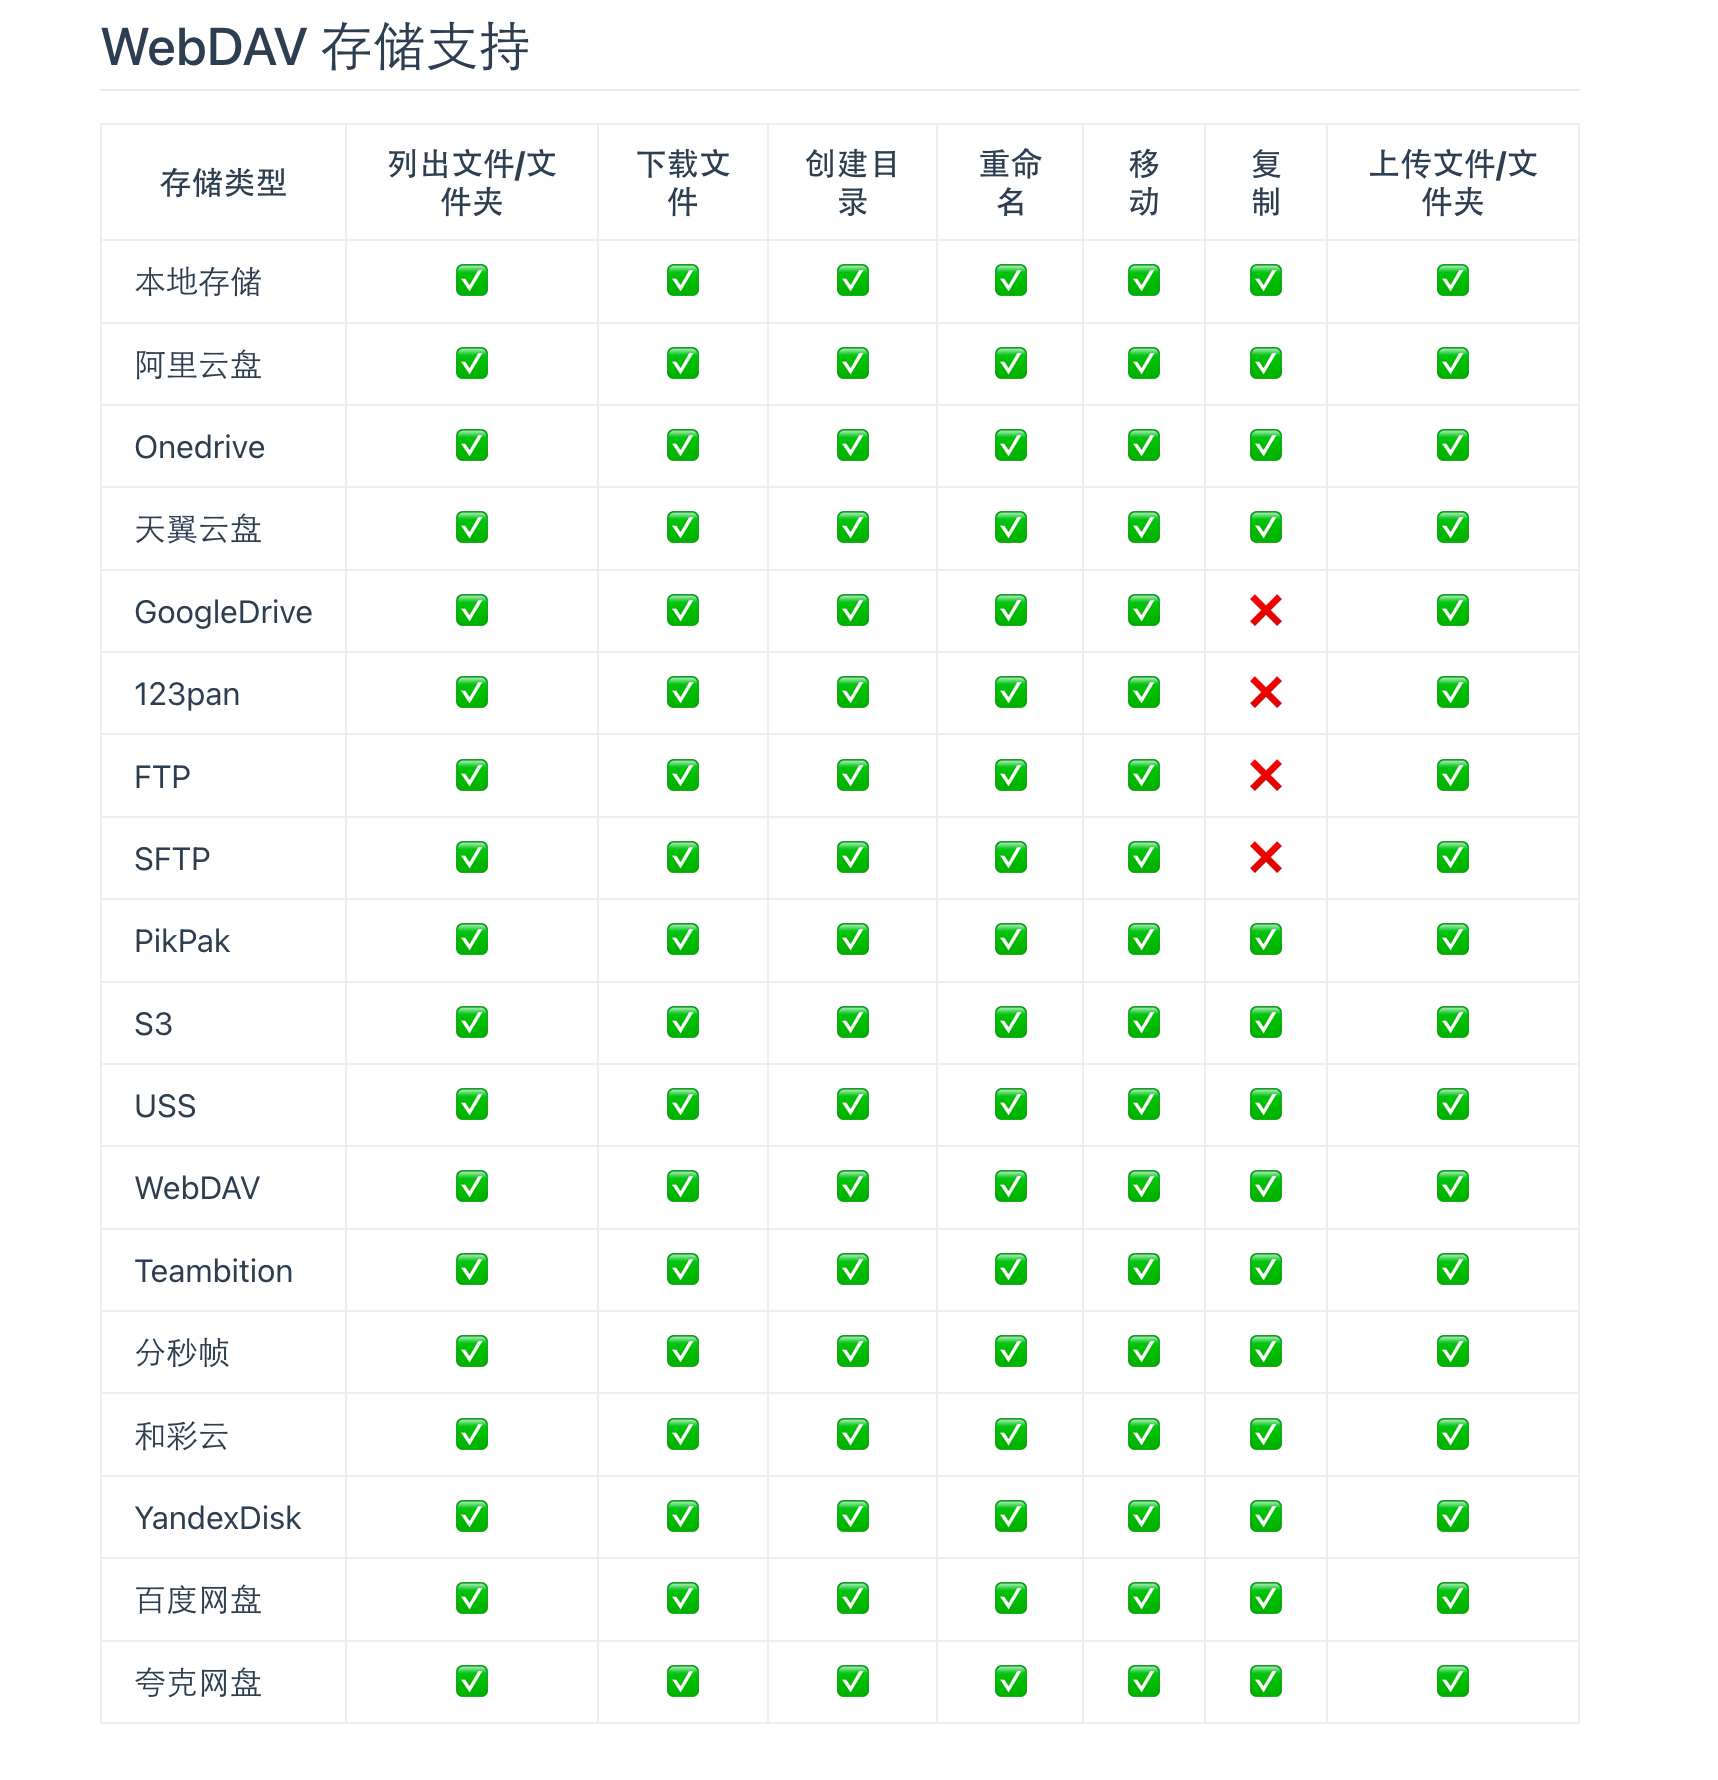 WebDAV 存储支持
存储类型 列出文件/文件夹 下载文件 创建目录 重命名 移动 复制 上传文件/文件夹
本地存储 ✅ ✅ ✅ ✅ ✅ ✅ ✅
阿里云盘 ✅ ✅ ✅ ✅ ✅ ✅ ✅
Onedrive ✅ ✅ ✅ ✅ ✅ ✅ ✅
天翼云盘 ✅ ✅ ✅ ✅ ✅ ✅ ✅
GoogleDrive ✅ ✅ ✅ ✅ ✅ ❌ ✅
123pan ✅ ✅ ✅ ✅ ✅ ❌ ✅
FTP ✅ ✅ ✅ ✅ ✅ ❌ ✅
SFTP ✅ ✅ ✅ ✅ ✅ ❌ ✅
PikPak ✅ ✅ ✅ ✅ ✅ ✅ ✅
S3 ✅ ✅ ✅ ✅ ✅ ✅ ✅
USS ✅ ✅ ✅ ✅ ✅ ✅ ✅
WebDAV ✅ ✅ ✅ ✅ ✅ ✅ ✅
Teambition ✅ ✅ ✅ ✅ ✅ ✅ ✅
分秒帧 ✅ ✅ ✅ ✅ ✅ ✅ ✅
和彩云 ✅ ✅ ✅ ✅ ✅ ✅ ✅
YandexDisk ✅ ✅ ✅ ✅ ✅ ✅ ✅
百度网盘 ✅ ✅ ✅ ✅ ✅ ✅ ✅
夸克网盘 ✅ ✅ ✅ ✅ ✅ ✅ ✅